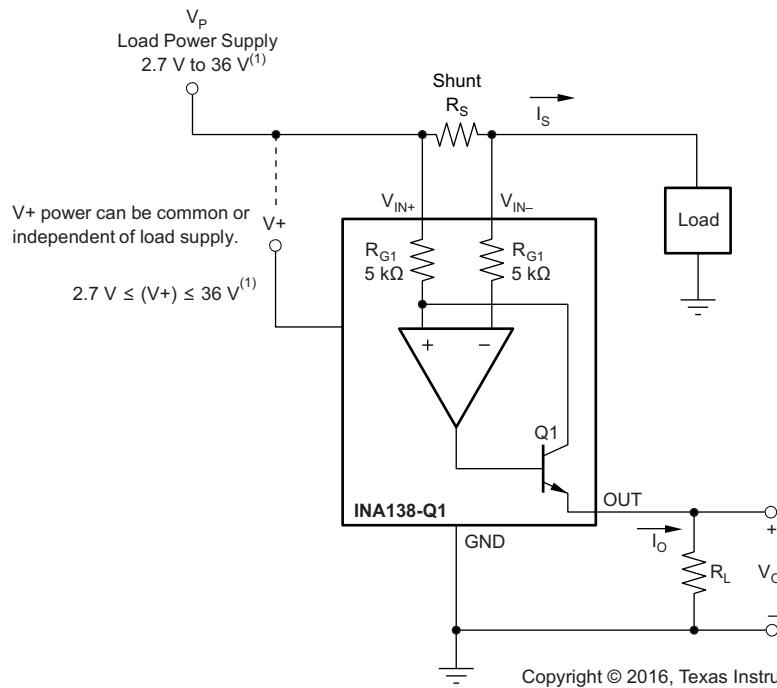 V_P
Load Power Supply
2.7 V to 36 V(1)
Shunt
R_S
I_S
V+ power can be common or
independent of load supply.
V+
V_IN+
V_IN–
Load
R_G1
5 kΩ
R_G1
5 kΩ
2.7 V ≤ (V+) ≤ 36 V(1)
+
–
Q1
OUT
INA138-Q1
GND
I_O
+
R_L
V_O
–
Copyright © 2016, Texas Instru